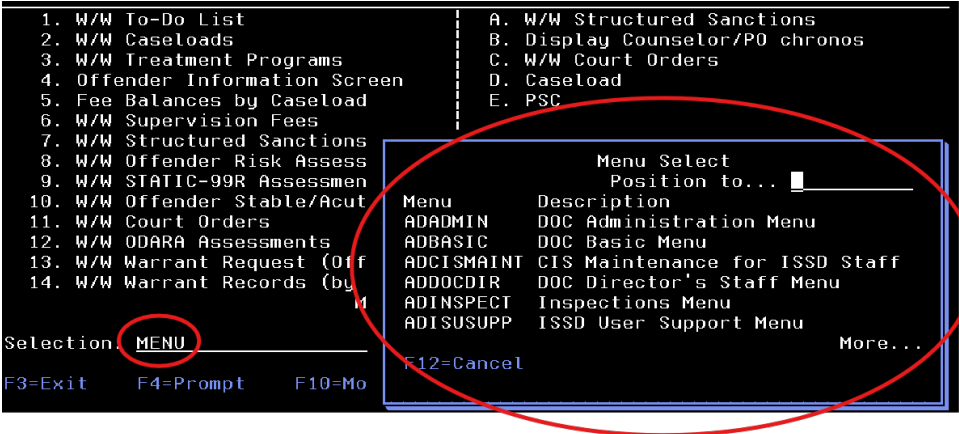 1. W/W To-Do List
2. W/W Caseloads
3. W/W Treatment Programs
4. Offender Information Screen
5. Fee Balances by Caseload
6. W/W Supervision Fees
7. W/W Structured Sanctions
8. W/W Offender Risk Assess
9. W/W STATIC-99R Assessmen
10. W/W Offender Stable/Acut
11. W/W Court Orders
12. W/W ODARA Assessments
13. W/W Warrant Request (Off
14. W/W Warrant Records (by
M
A. W/W Structured Sanctions
B. Display Counselor/PO chronos
C. W/W Court Orders
D. Caseload
E. PSC
Menu Select
Position to...
Menu Description
ADADMIN DOC Administration Menu
ADBASIC DOC Basic Menu
ADCISMAINT CIS Maintenance for ISSD Staff
ADDOCDIR DOC Director's Staff Menu
ADINSPECT Inspections Menu
ADISUSUPP ISSD User Support Menu
More...
F12=Cancel
Selection. MENU
F3=Exit F4=Prompt F10=Mo